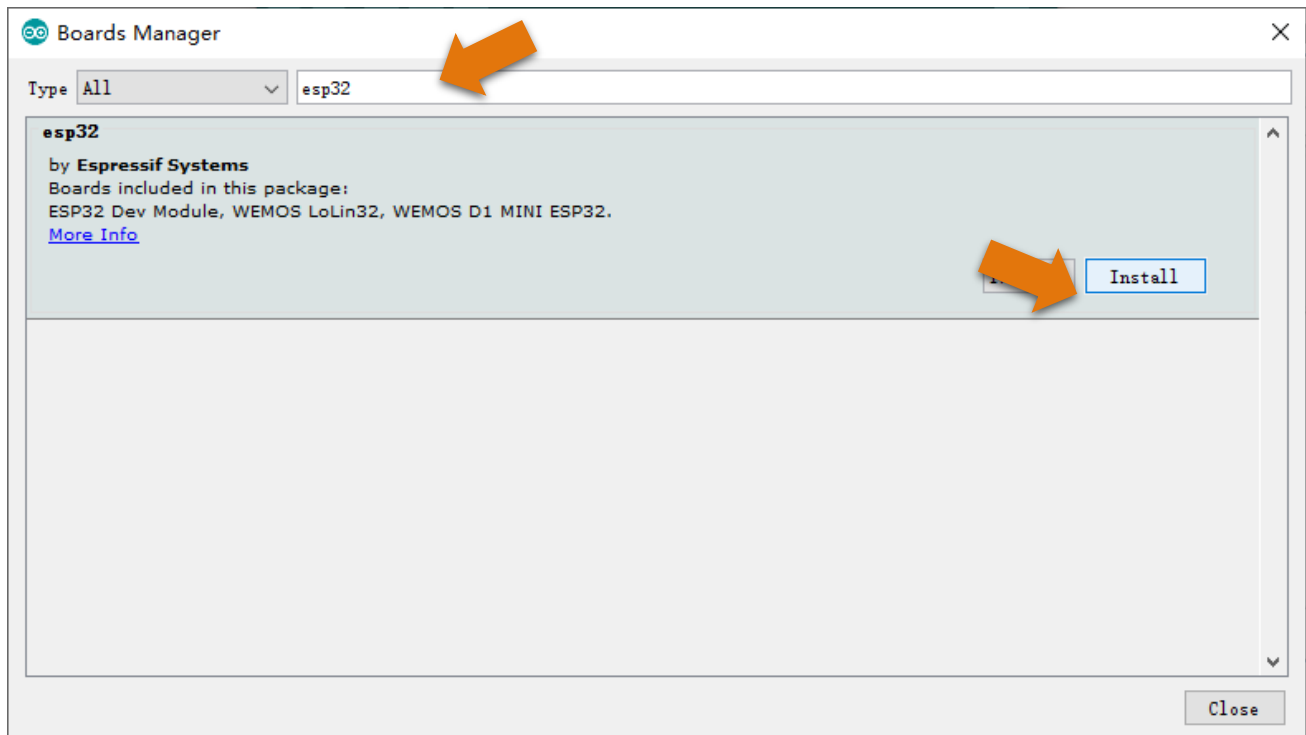 Boards Manager
Type All esp32
esp32
by Espressif Systems
Boards included in this package:
ESP32 Dev Module, WEMOS LoLin32, WEMOS D1 MINI ESP32.
More Info
Install
Close